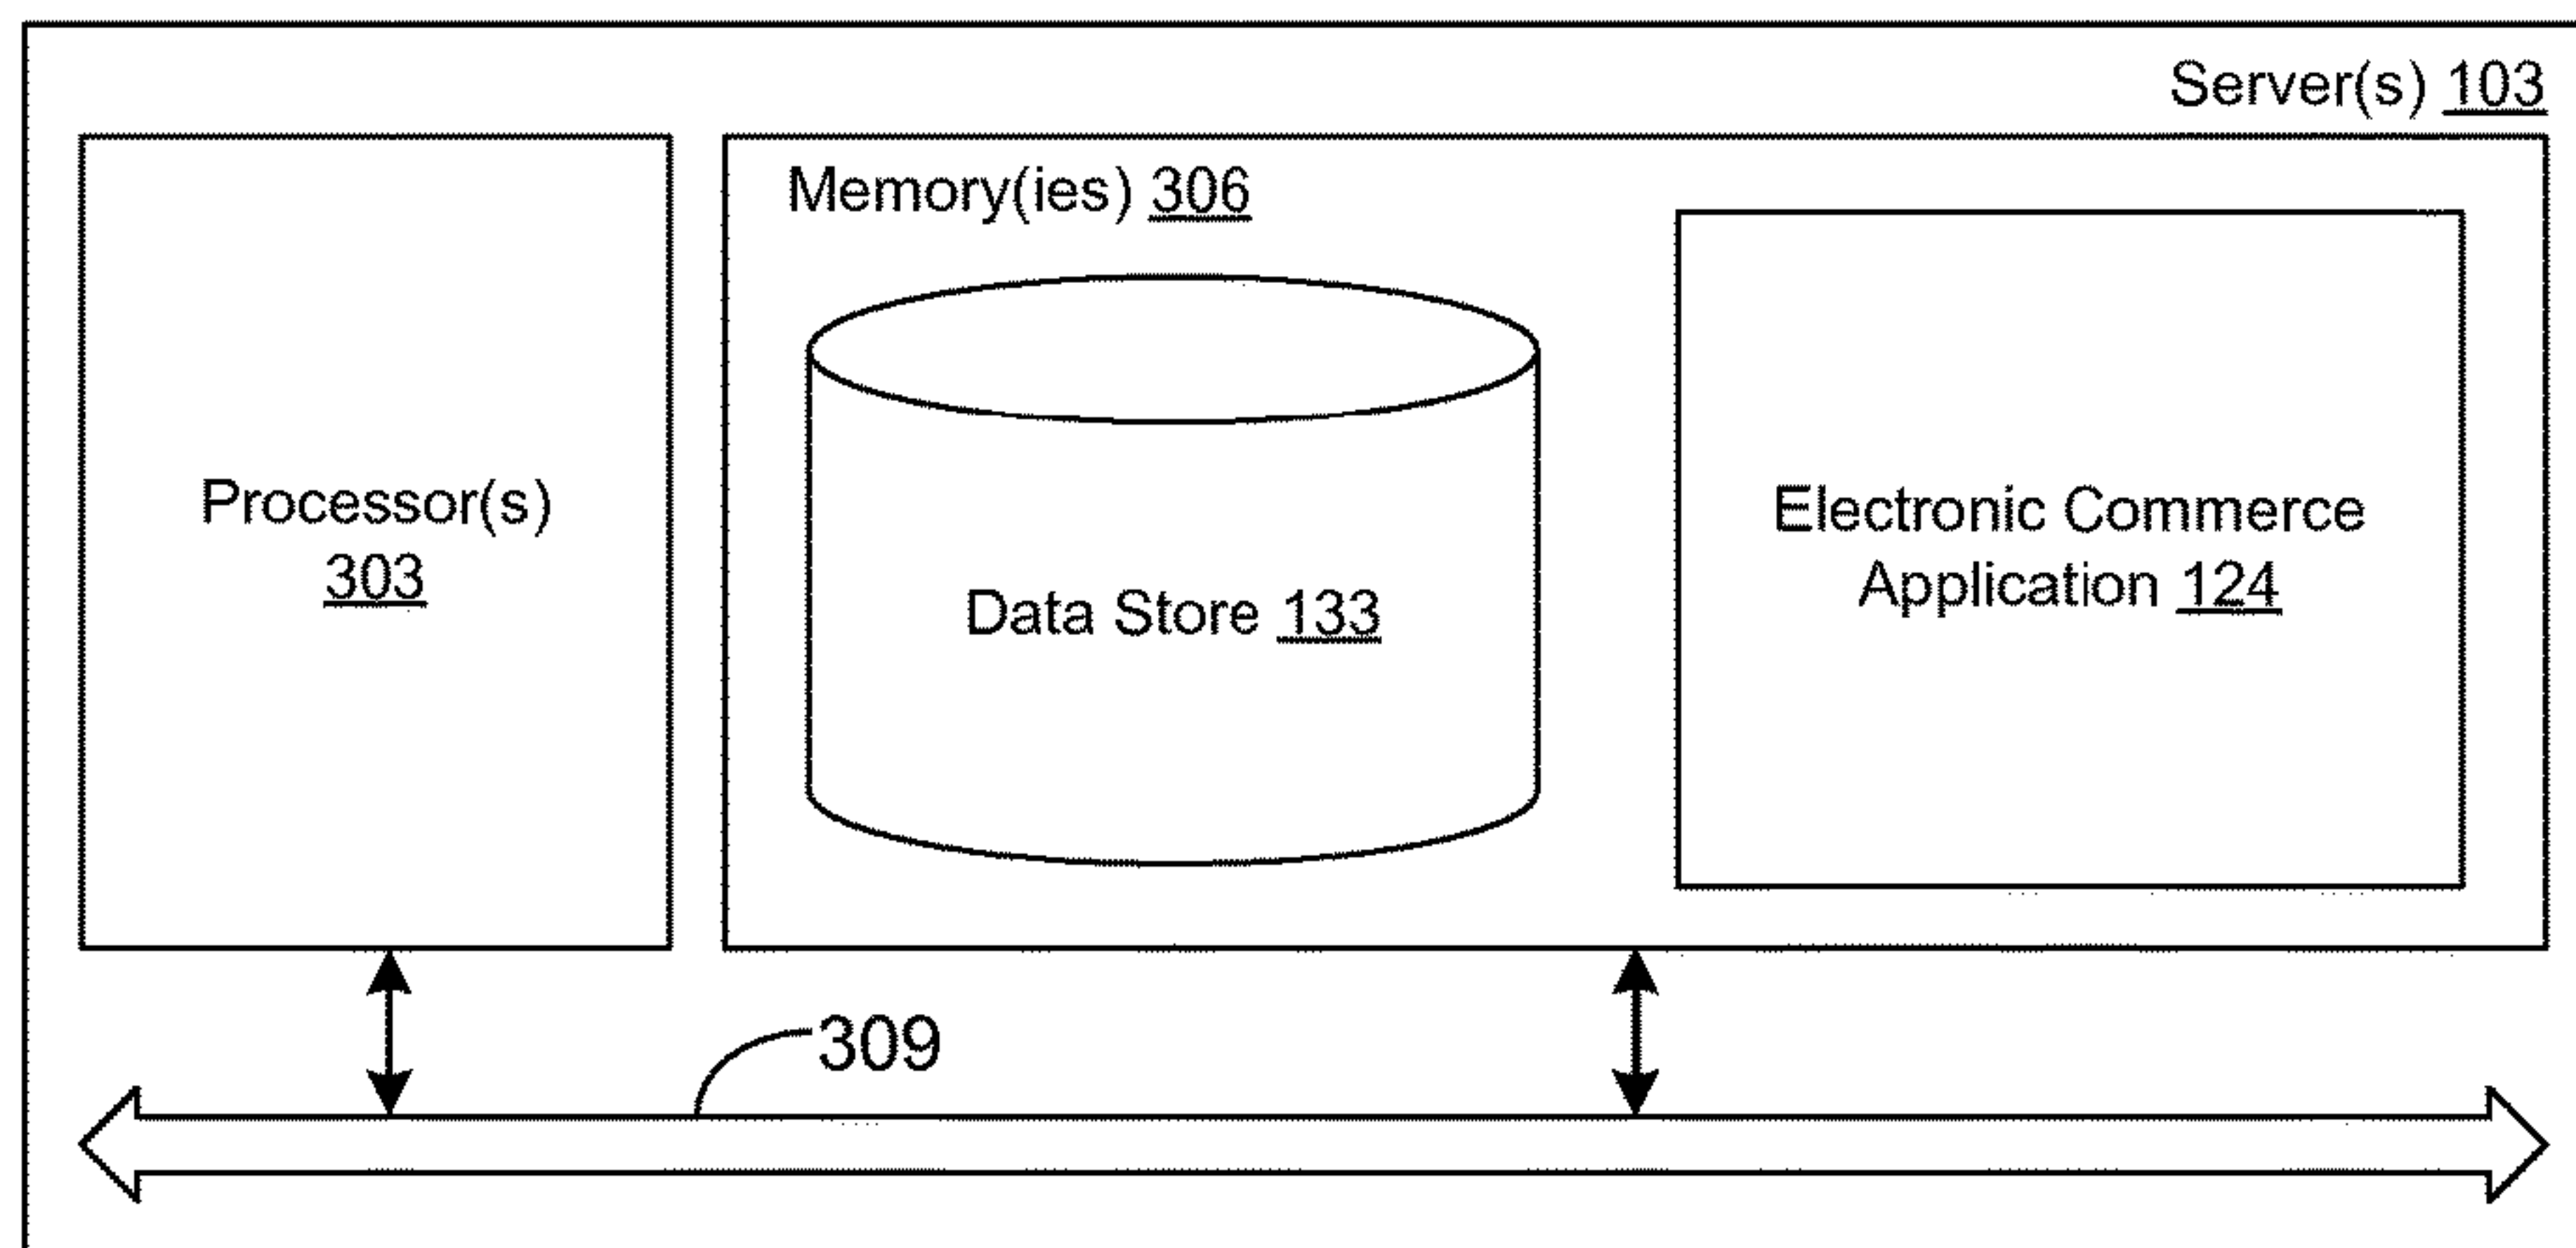 Server(s) 103
Memory(ies) 306
Processor(s)
303
Data Store 133
Electronic Commerce
Application 124
309